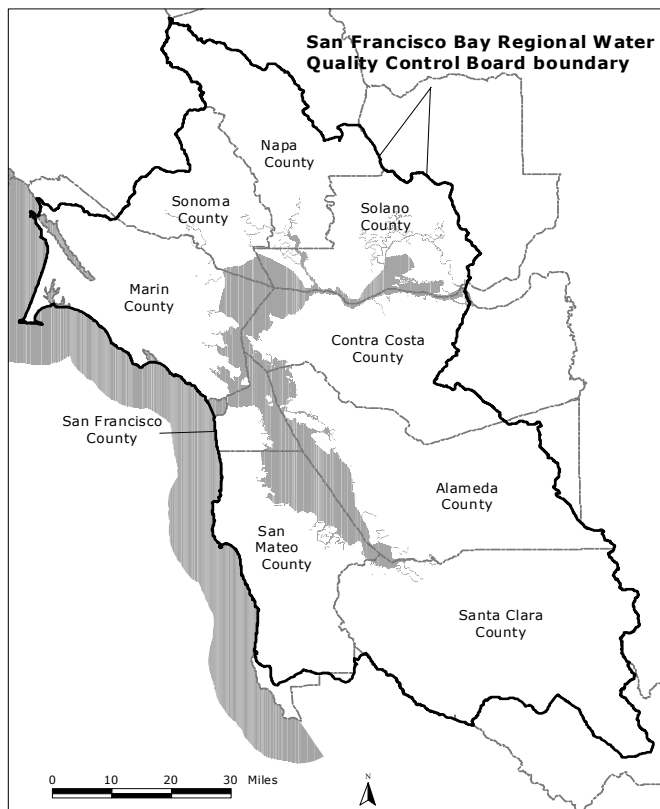 San Francisco Bay Regional Water
Quality Control Board boundary
Napa
County
Sonoma
County
Solano
County
Marin
County
Contra Costa
County
San Francisco
County
Alameda
County
San
Mateo
County
Santa Clara
County
0 10 20 30 Miles
N